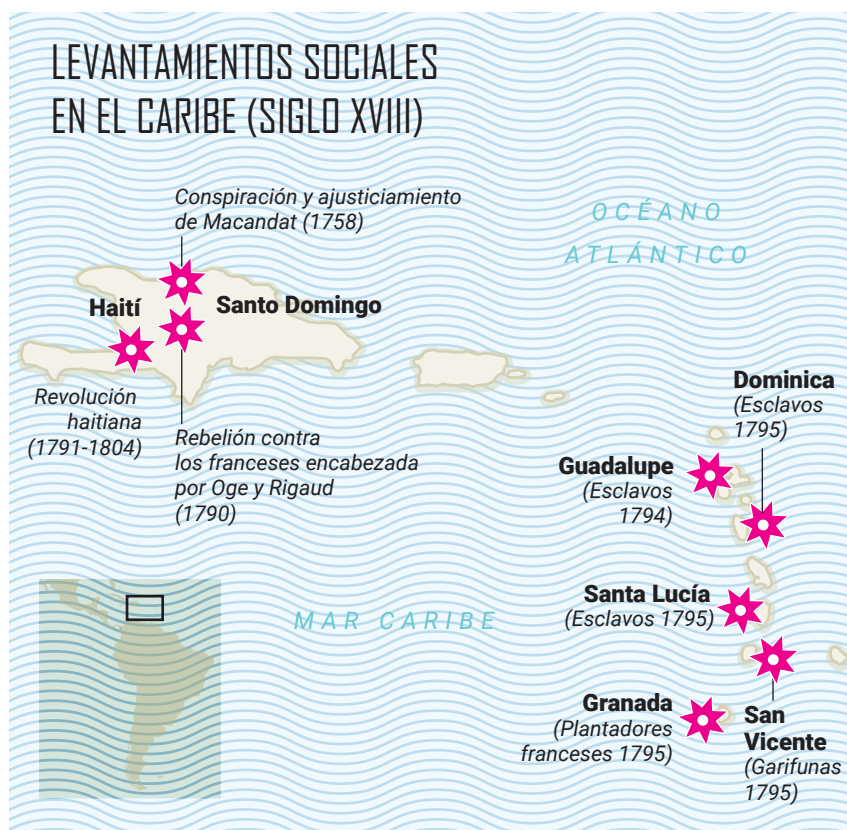 LEVANTAMIENTOS SOCIALES
EN EL CARIBE (SIGLO XVIII)
Conspiración y ajusticiamiento
de Macandat (1758)
OCÉANO
ATLÁNTICO
Haití
Santo Domingo
Revolución
haitiana
(1791-1804)
Rebelión contra
los franceses encabezada
por Oge y Rigaud
(1790)
Dominica
(Esclavos
1795)
Guadalupe
(Esclavos
1794)
Santa Lucía
(Esclavos 1795)
MAR CARIBE
Granada
(Plantadores
franceses 1795)
San
Vicente
(Garifunas
1795)